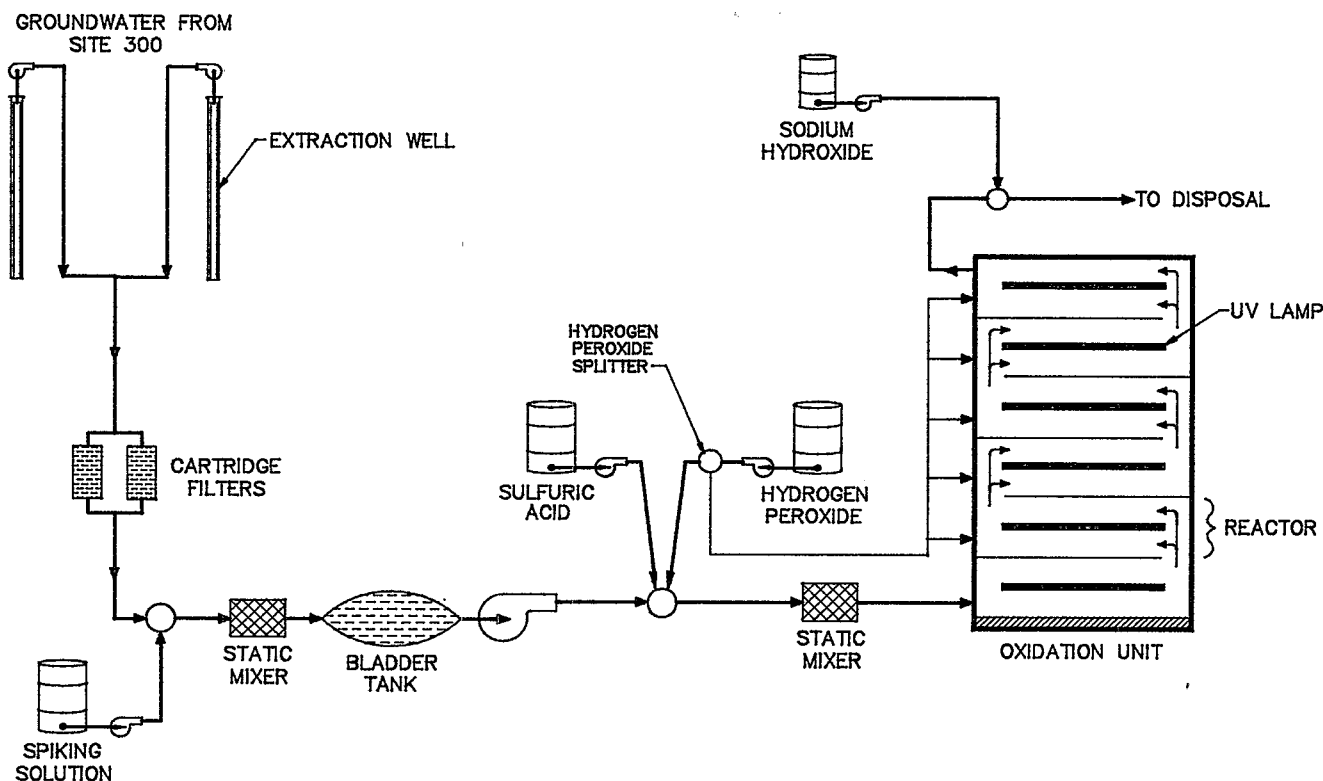 GROUNDWATER FROM
SITE 300
EXTRACTION WELL
SODIUM
HYDROXIDE
TO DISPOSAL
UV LAMP
HYDROGEN
PEROXIDE
SPLITTER
CARTRIDGE
FILTERS
SULFURIC
ACID
HYDROGEN
PEROXIDE
REACTOR
STATIC
MIXER
BLADDER
TANK
STATIC
MIXER
OXIDATION UNIT
SPIKING
SOLUTION